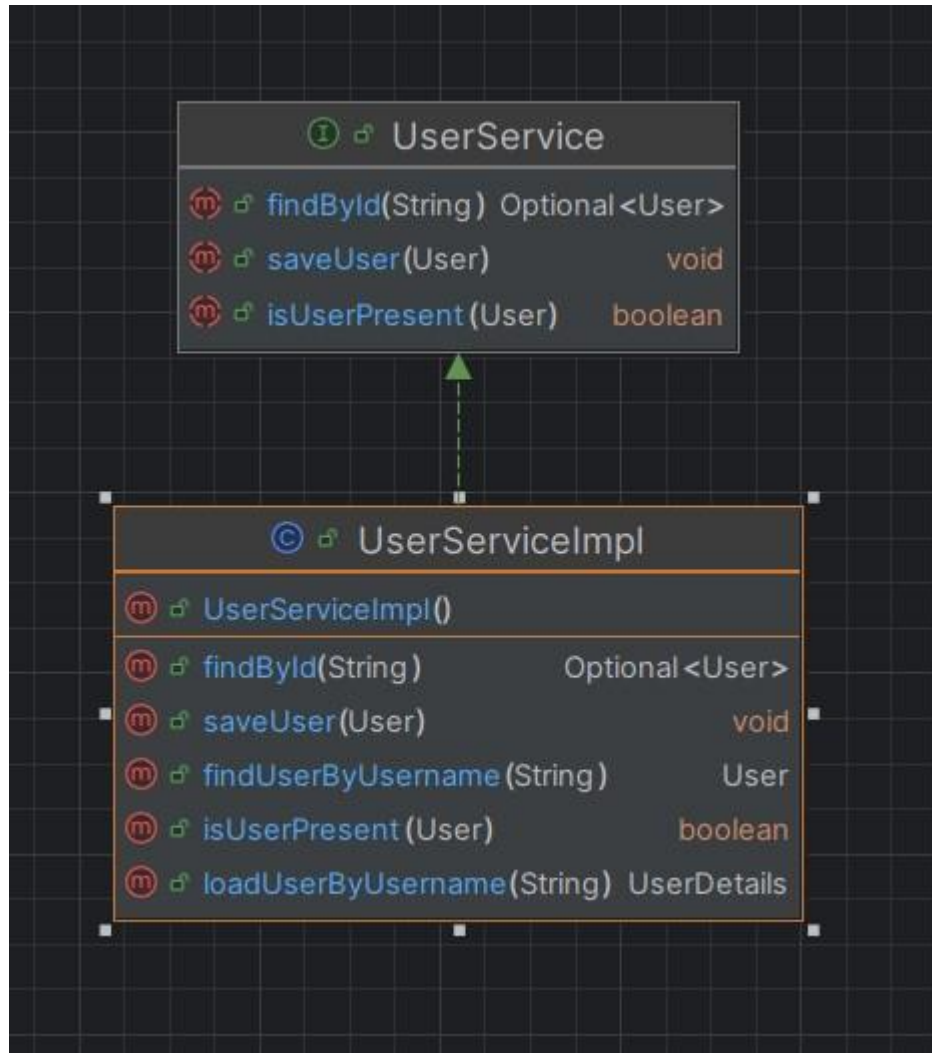 I UserService
m findById(String) Optional<User>
m saveUser(User) void
m isUserPresent(User) boolean
C UserServiceImpl
m UserServiceImpl()
m findById(String) Optional<User>
m saveUser(User) void
m findUserByUsername(String) User
m isUserPresent(User) boolean
m loadUserByUsername(String) UserDetails